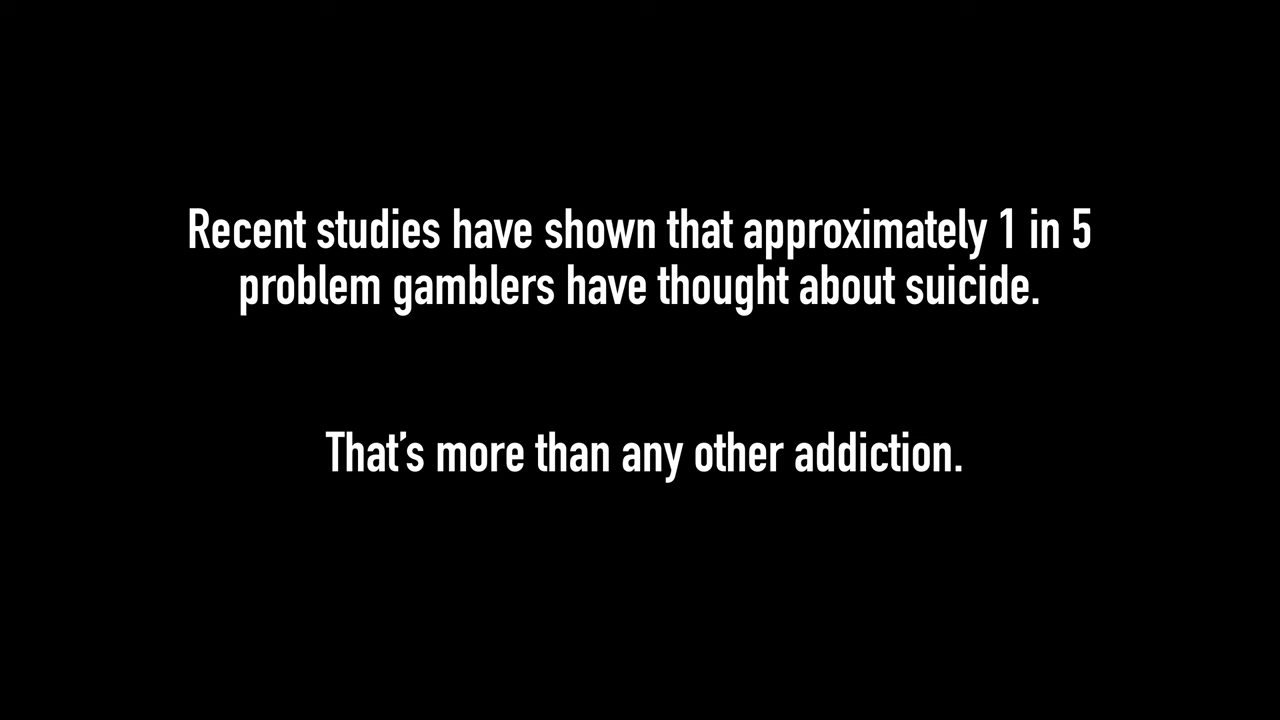 Recent studies have shown that approximately 1 in 5
problem gamblers have thought about suicide.
That’s more than any other addiction.